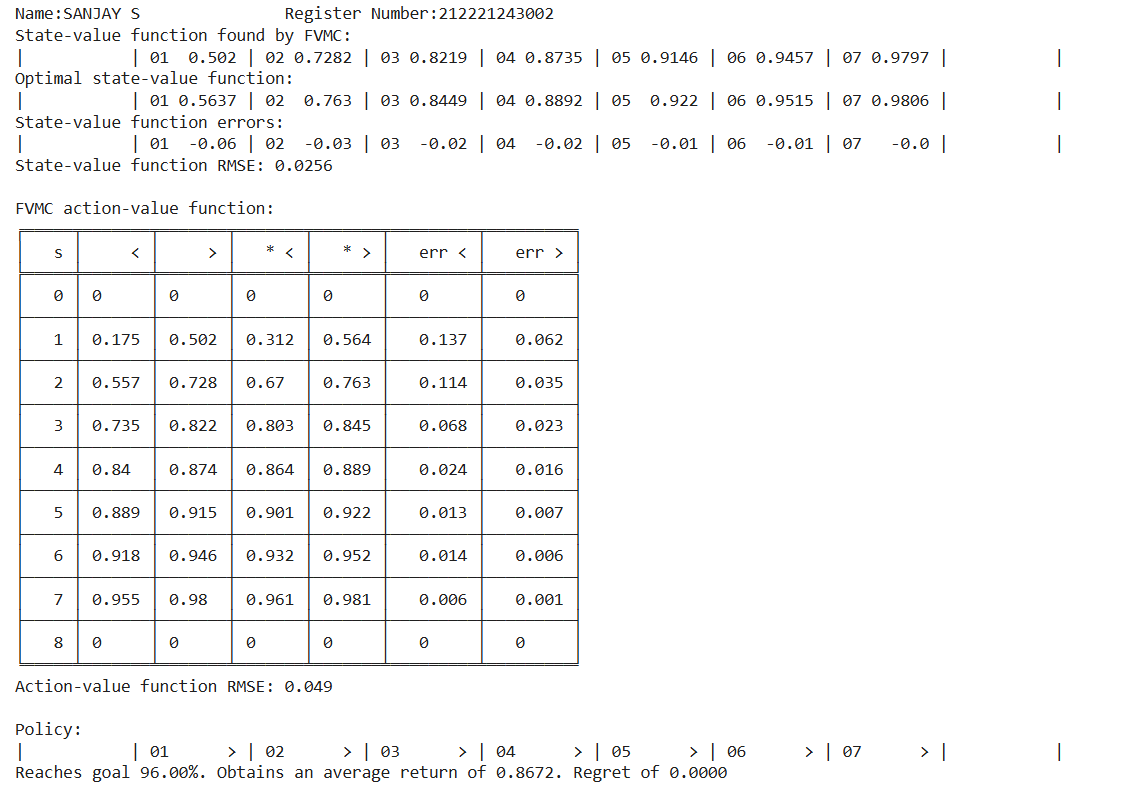 Name:SANJAY S Register Number:212221243002
State-value function found by FVMC:
| | 01 0.502 | 02 0.7282 | 03 0.8219 | 04 0.8735 | 05 0.9146 | 06 0.9457 | 07 0.9797 | |
Optimal state-value function:
| | 01 0.5637 | 02 0.763 | 03 0.8449 | 04 0.8892 | 05 0.922 | 06 0.9515 | 07 0.9806 | |
State-value function errors:
| | 01 -0.06 | 02 -0.03 | 03 -0.02 | 04 -0.02 | 05 -0.01 | 06 -0.01 | 07 -0.0 | |
State-value function RMSE: 0.0256
FVMC action-value function:
s < > * < * > err < err >
0 0 0 0 0 0 0
1 0.175 0.502 0.312 0.564 0.137 0.062
2 0.557 0.728 0.67 0.763 0.114 0.035
3 0.735 0.822 0.803 0.845 0.068 0.023
4 0.84 0.874 0.864 0.889 0.024 0.016
5 0.889 0.915 0.901 0.922 0.013 0.007
6 0.918 0.946 0.932 0.952 0.014 0.006
7 0.955 0.98 0.961 0.981 0.006 0.001
8 0 0 0 0 0 0
Action-value function RMSE: 0.049
Policy:
| | 01 > | 02 > | 03 > | 04 > | 05 > | 06 > | 07 > | |
Reaches goal 96.00%. Obtains an average return of 0.8672. Regret of 0.0000